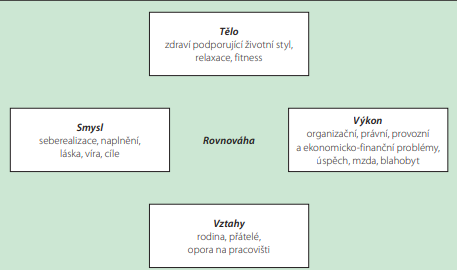 Tělo
zdraví podporující životní styl,
relaxace, fitness
Smysl
seberealizace, naplnění,
láska, víra, cíle
Rovnováha
Výkon
organizační, právní, provozní
a ekonomicko-finanční problémy,
úspěch, mzda, blahobyt
Vztahy
rodina, přátelé,
opora na pracovišti